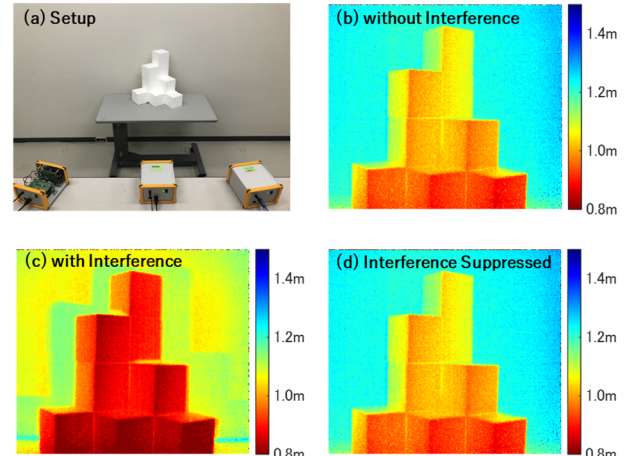 (a) Setup
(b) without Interference
1.4m
1.2m
1.0m
0.8m
(c) with Interference
1.4m
1.2m
1.0m
0.8m
(d) Interference Suppressed
1.4m
1.2m
1.0m
0.8m